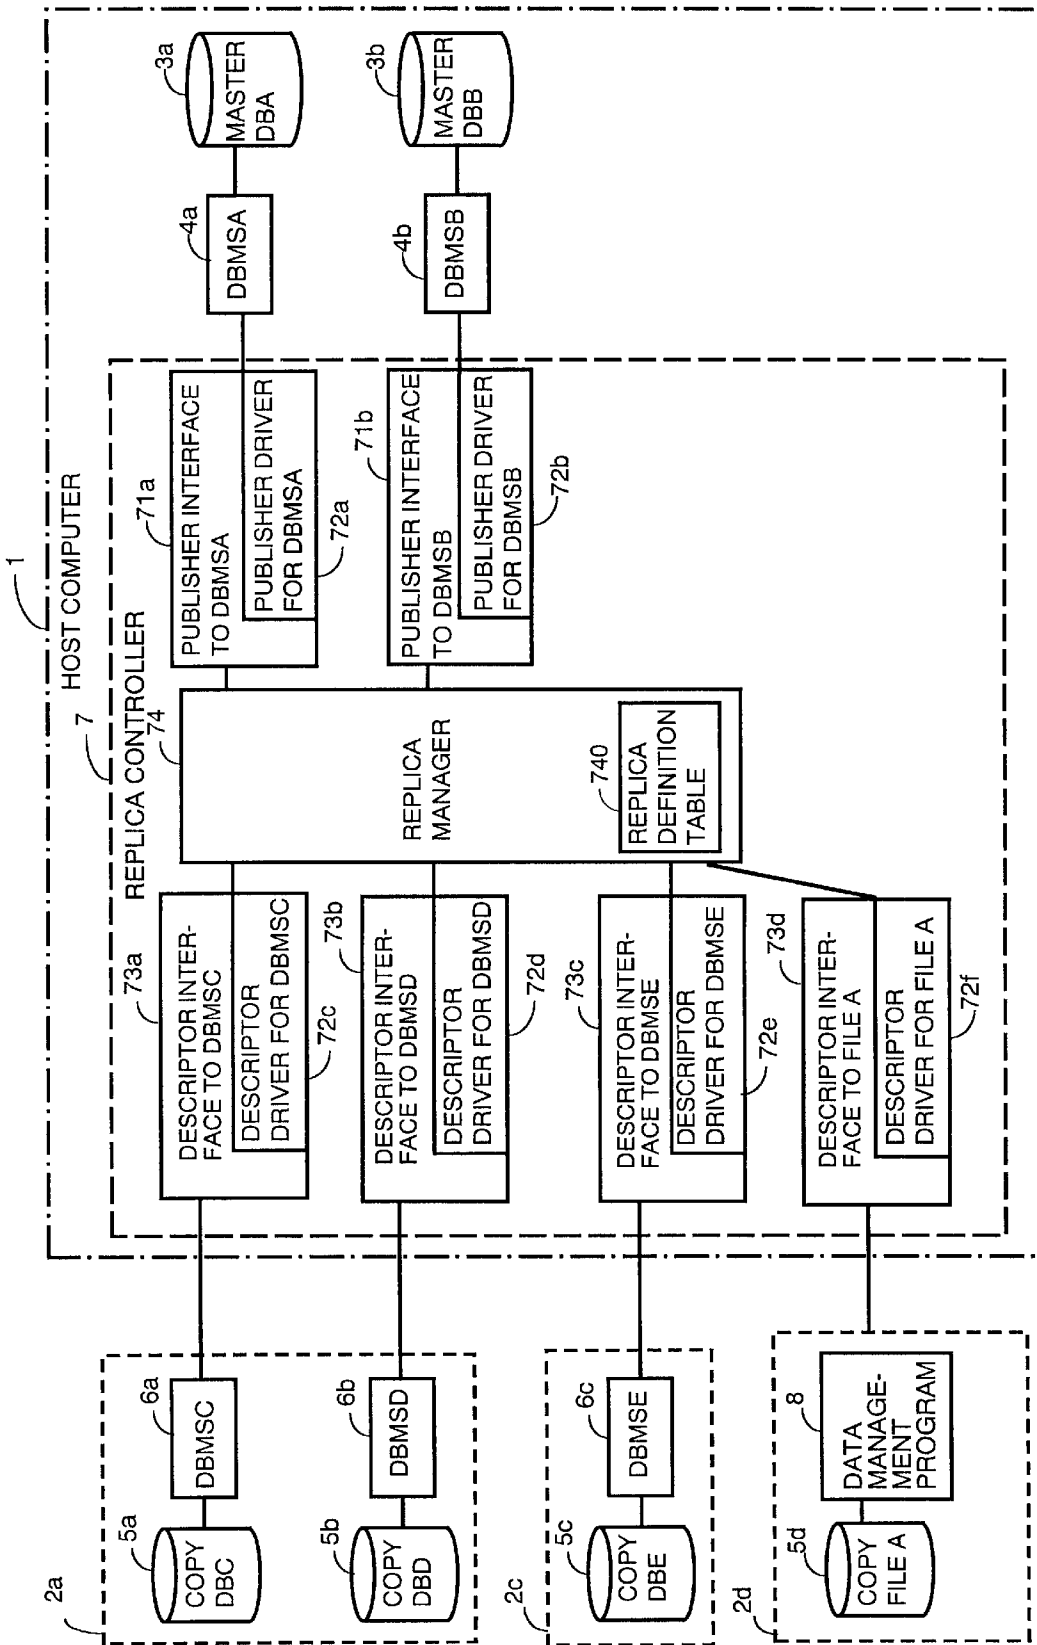 1
HOST COMPUTER
7
REPLICA CONTROLLER
2a
5a
COPY
DBC
6a
DBMSC
73a
DESCRIPTOR INTER-
FACE TO DBMSC
DESCRIPTOR
DRIVER FOR DBMSC
72c
74
REPLICA
MANAGER
740
REPLICA
DEFINITION
TABLE
71a
PUBLISHER INTERFACE
TO DBMSA
PUBLISHER DRIVER
FOR DBMSA
72a
4a
DBMSA
3a
MASTER
DBA
5b
COPY
DBD
6b
DBMSD
73b
DESCRIPTOR INTER-
FACE TO DBMSD
DESCRIPTOR
DRIVER FOR DBMSD
72d
71b
PUBLISHER INTERFACE
TO DBMSB
PUBLISHER DRIVER
FOR DBMSB
72b
4b
DBMSB
3b
MASTER
DBB
2c
5c
COPY
DBE
6c
DBMSE
73c
DESCRIPTOR INTER-
FACE TO DBMSE
DESCRIPTOR
DRIVER FOR DBMSE
72e
2d
5d
COPY
FILE A
8
DATA
MANAGE-
MENT
PROGRAM
73d
DESCRIPTOR INTER-
FACE TO FILE A
DESCRIPTOR
DRIVER FOR FILE A
72f